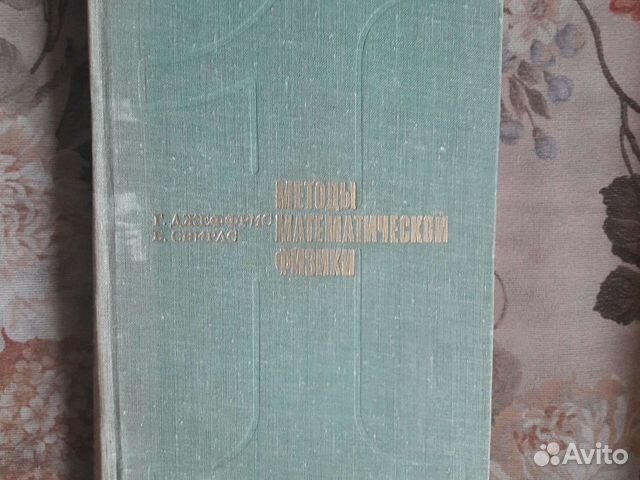 Г. ДЖЕФФРИС
Б. СВИРЛС
МЕТОДЫ
МАТЕМАТИЧЕСКОЙ
ФИЗИКИ
Avito